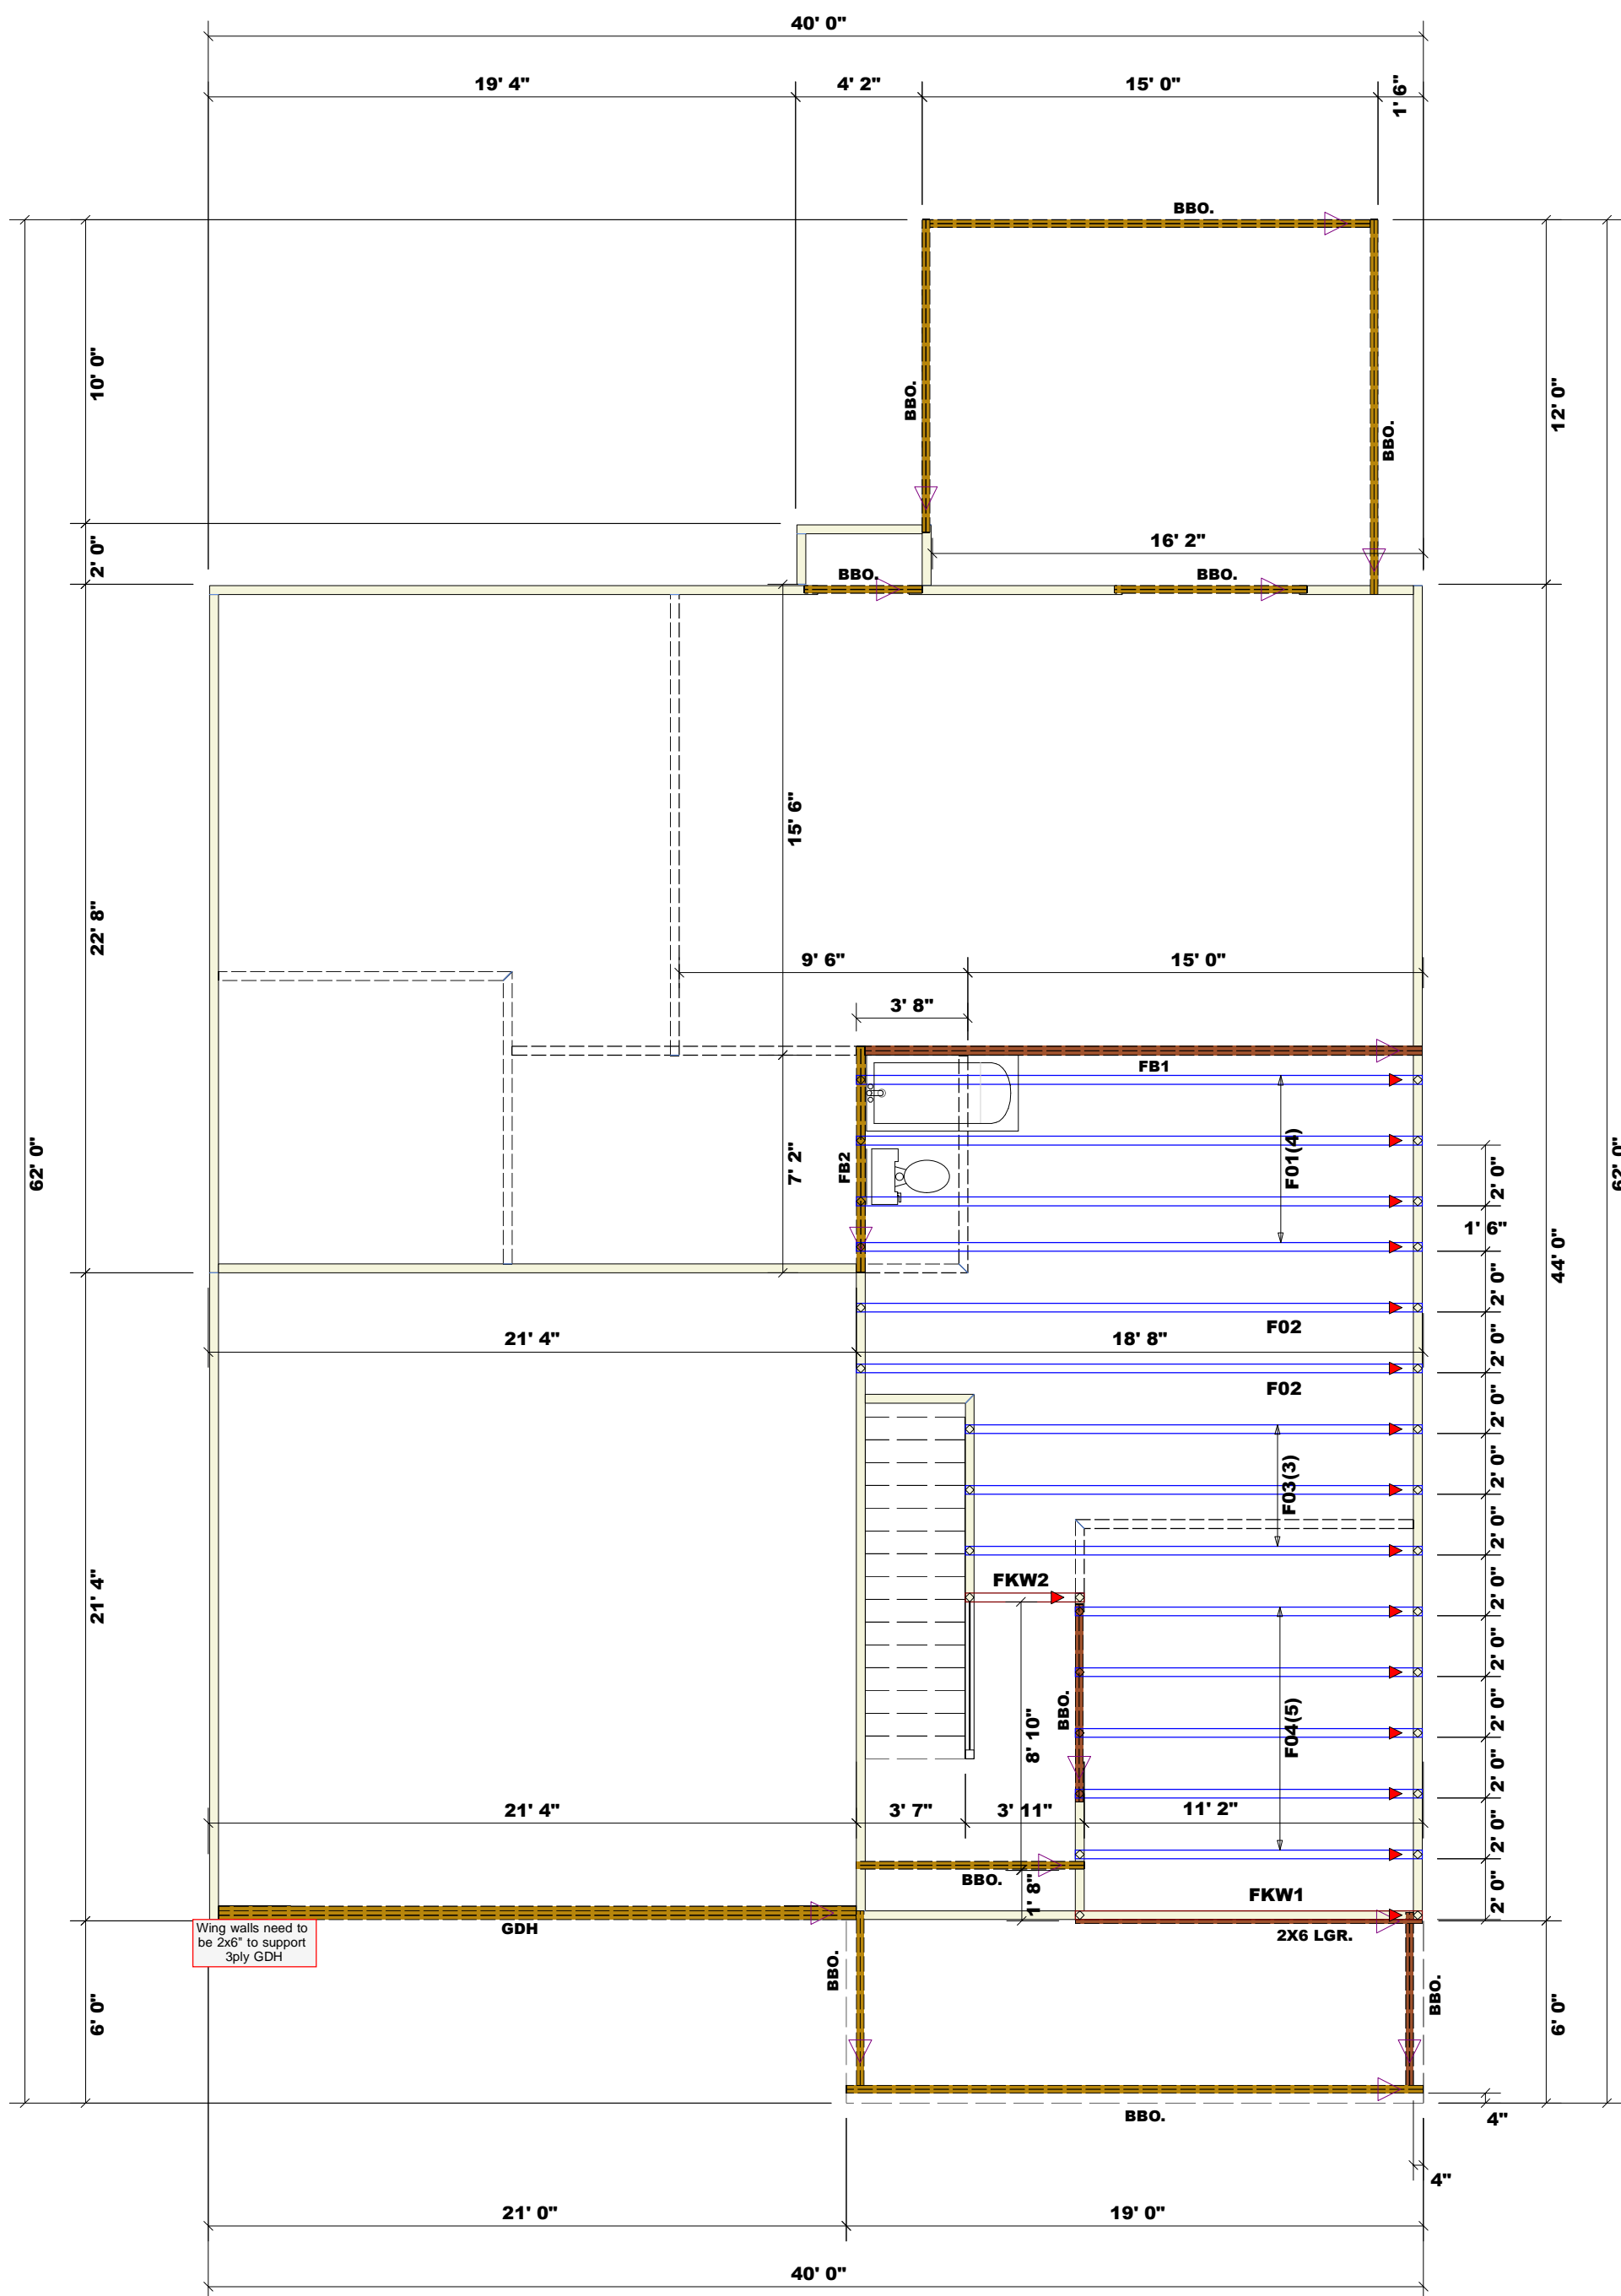 40' 0"
19' 4"
4' 2"
15' 0"
1' 6"
BBO.
10' 0"
12' 0"
BBO.
BBO.
2' 0"
16' 2"
BBO.
BBO.
15' 6"
22' 8"
9' 6"
15' 0"
3' 8"
FB1
62' 0"
7' 2"
FB2
F01(4)
2' 0"
62' 0"
1' 6"
44' 0"
2' 0"
F02
21' 4"
18' 8"
2' 0"
F02
2' 0"
F03(3)
2' 0"
2' 0"
FKW2
21' 4"
2' 0"
2' 0"
BBO.
8' 10"
F04(5)
2' 0"
2' 0"
21' 4"
3' 7"
3' 11"
11' 2"
2' 0"
BBO.
1' 8"
FKW1
2' 0"
GDH
2X6 LGR.
Wing walls need to
be 2x6" to support
3ply GDH
BBO.
BBO.
6' 0"
6' 0"
BBO.
4"
4"
21' 0"
19' 0"
40' 0"